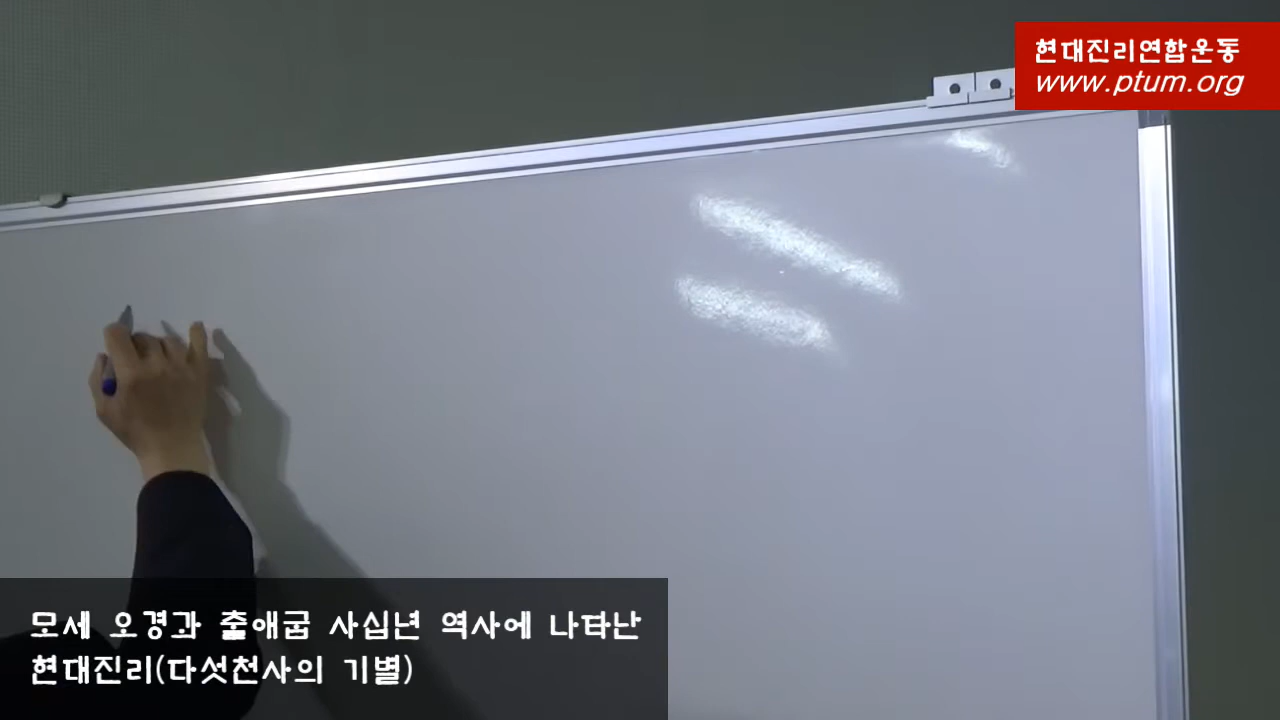 현대진리연합운동
www.ptum.org
모세 오경과 출애굽 사십년 역사에 나타난
현대진리(다섯천사의 기별)